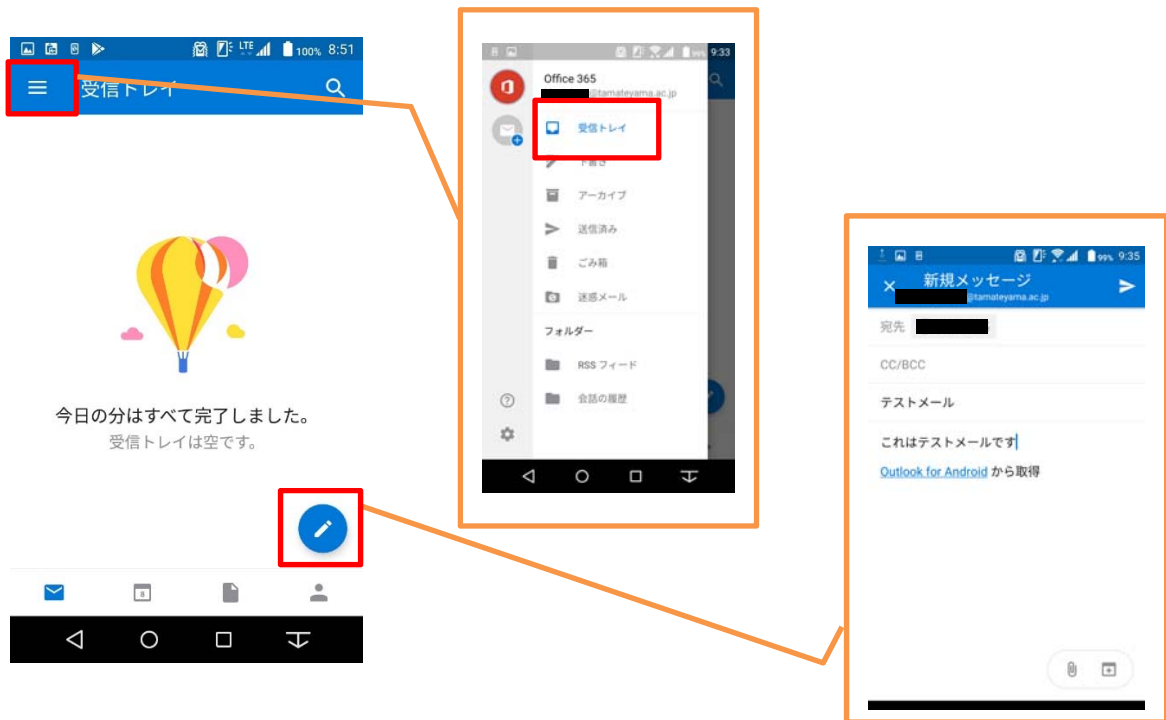 100% 8:51
LTE
受信トレイ
今日の分はすべて完了しました。
受信トレイは空です。
8
99% 9:33
Office 365
@tamateyama.ac.jp
受信トレイ
下書き
アーカイブ
送信済み
ごみ箱
迷惑メール
フォルダー
RSS フィード
会話の履歴
99% 9:35
新規メッセージ
@tamateyama.ac.jp
宛先
CC/BCC
テストメール
これはテストメールです
Outlook for Android から取得